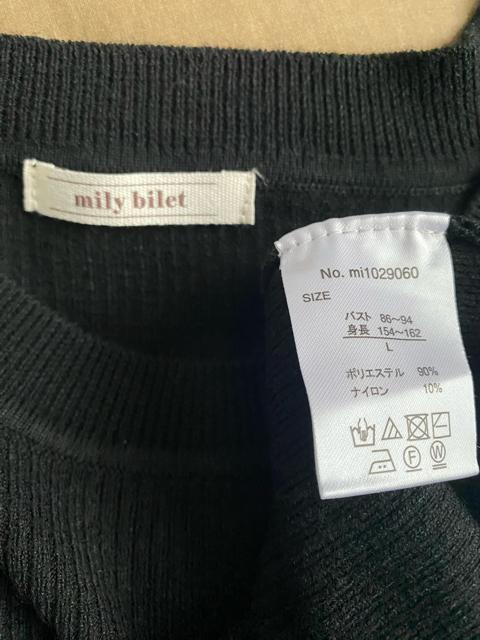 mily bilet
No. mi1029060
SIZE
バスト 86〜94
身長 154〜162
L
ポリエステル 90%
ナイロン 10%
F W